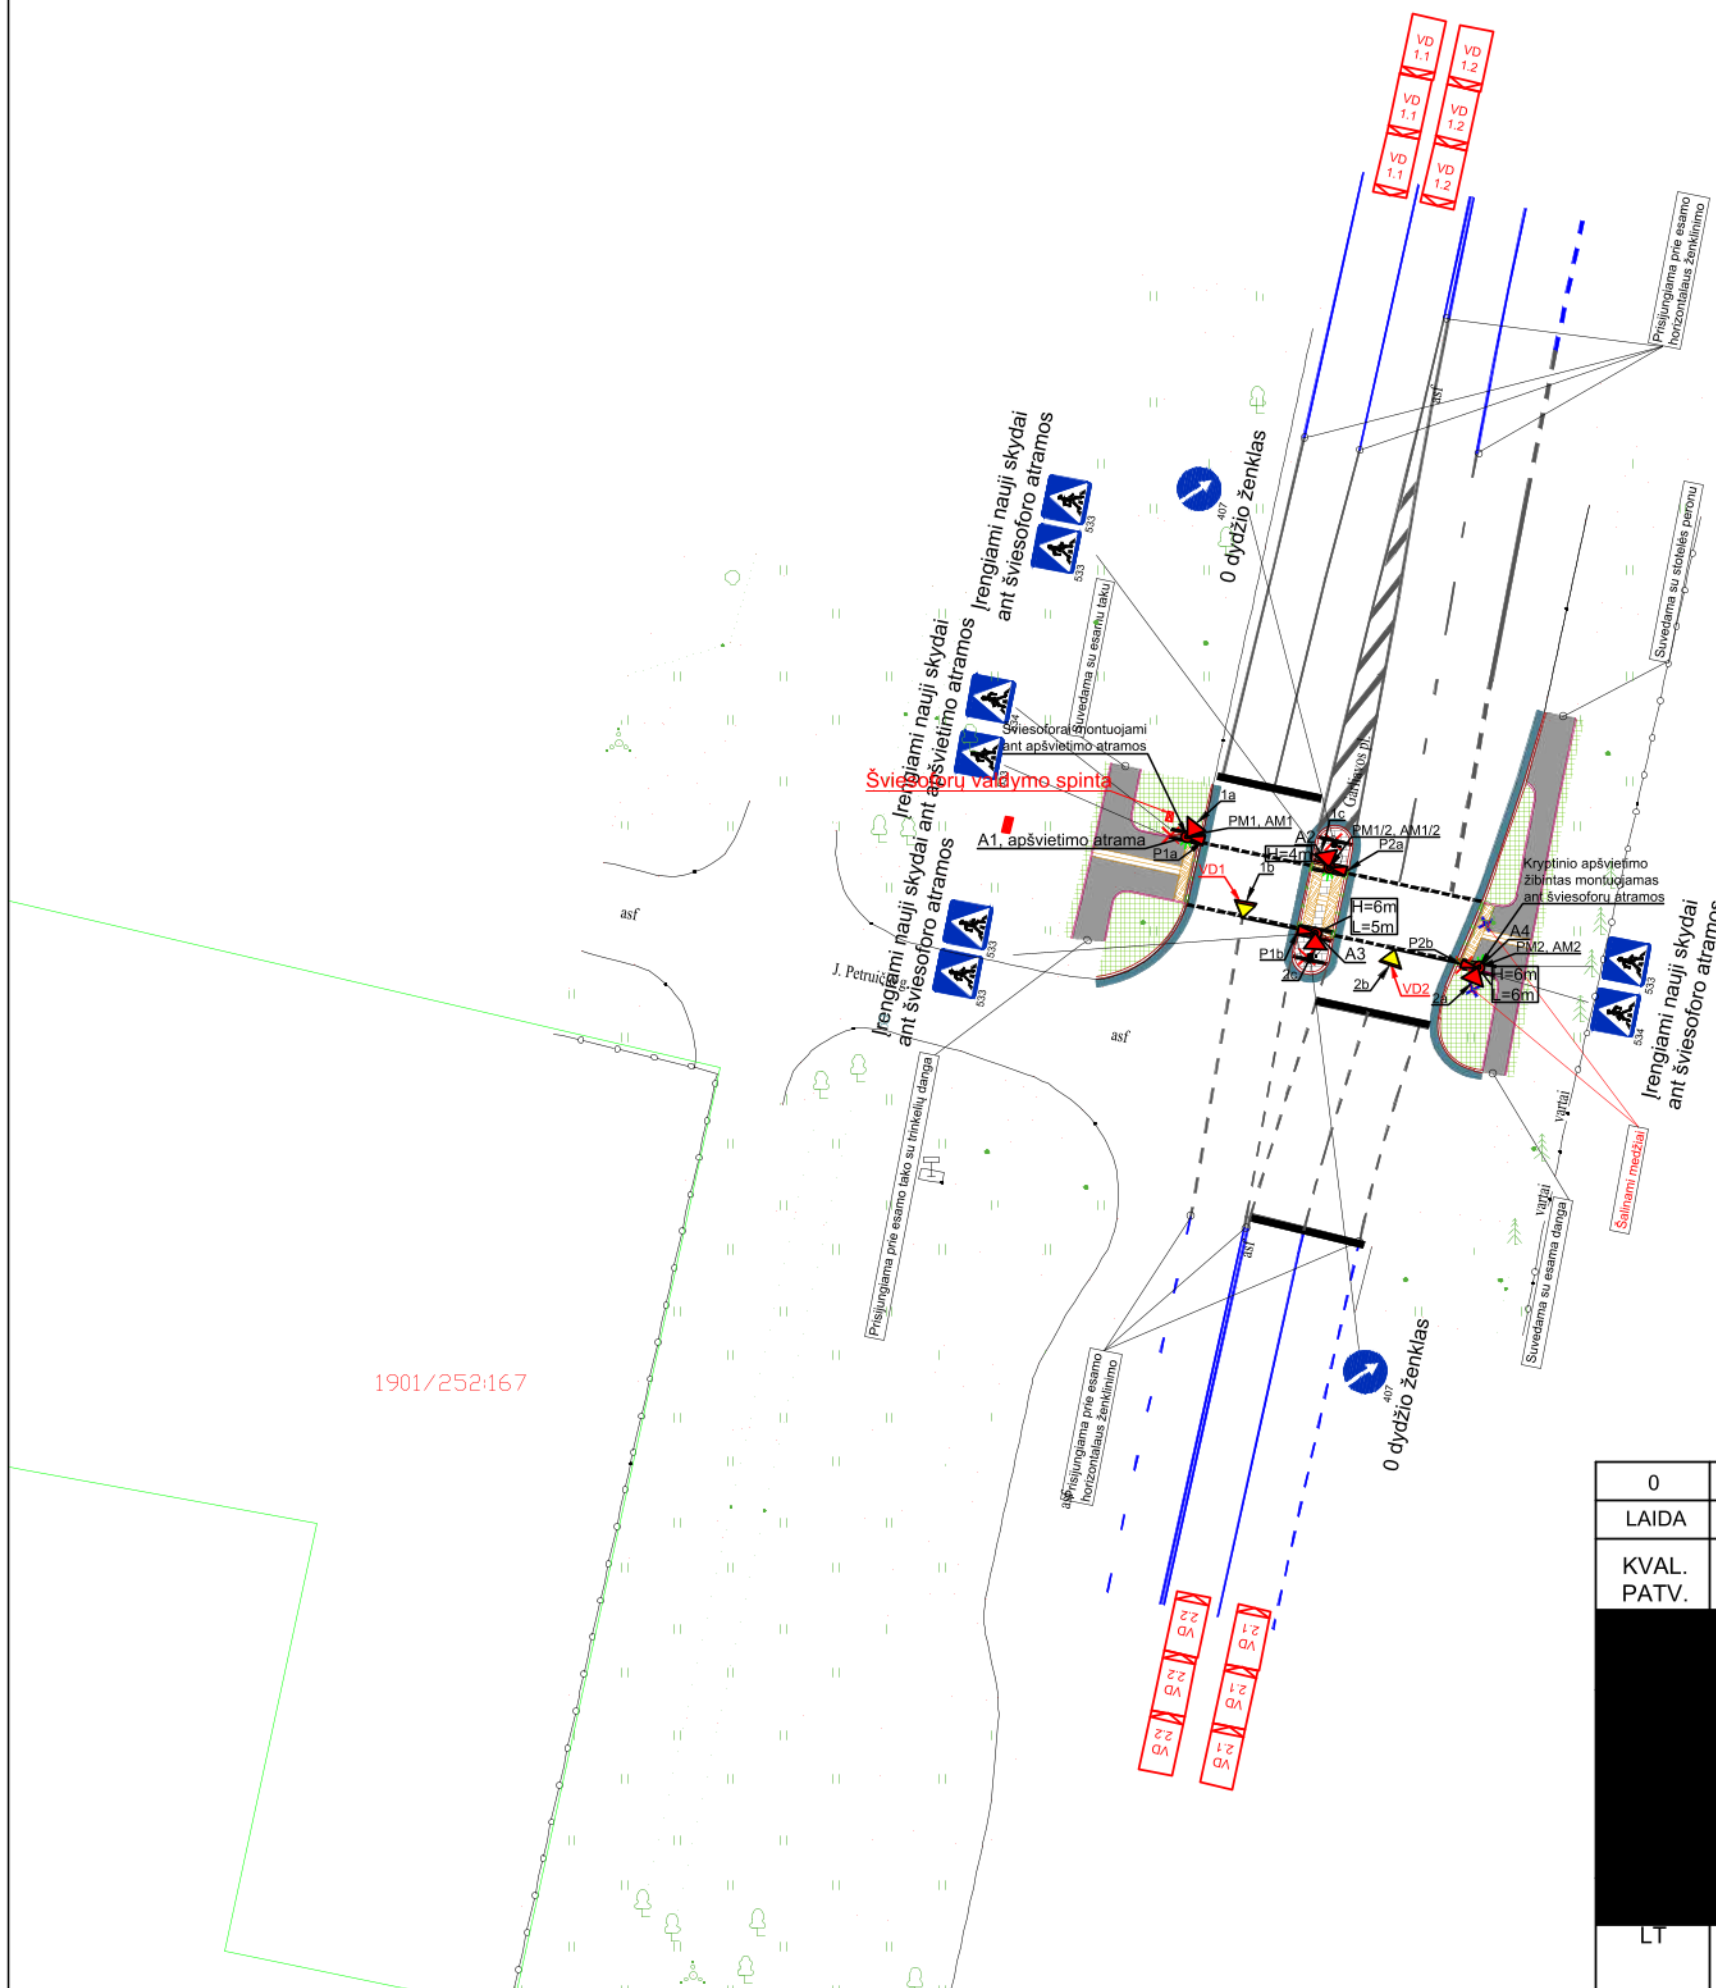 VD
1.1
VD
1.2
VD
1.1
VD
1.2
VD
1.1
VD
1.2
Prisijungiama prie esamo
horizontalaus ženklinimo
asf
Įrengiami nauji skydai
ant šviesoforo atramos
533
533
407
0 dydžio ženklas
Suvedama su esamu taku
Suvedama su stotelės peronu
Įrengiami nauji skydai
ant apšvietimo atramos
Šviesoforai montuojami
ant apšvietimo atramos
Šviesoforų valdymo spinta
Garliavos pl.
1a
PM1, AM1
A1, apšvietimo atrama
P1a
1c
A2
PM1/2, AM1/2
H=4m
P2a
VD1
1b
Kryptinio apšvietimo
žibintas montuojamas
ant šviesoforų atramos
H=6m
L=5m
A4
P2b
PM2, AM2
P1b
A3
2c
2b
VD2
2a
H=6m
L=6m
Įrengiami nauji skydai
ant šviesoforo atramos
533
533
533
534
Įrengiami nauji skydai
ant šviesoforo atramos
asf
asf
vartai
vartai
Šalinami medžiai
Suvedama su esama danga
Prisijungiama prie esamo tako su trinkelių danga
asf
Prisijungiama prie esamo
horizontalaus ženklinimo
asf
407
0 dydžio ženklas
1901/252:167
VD
2.2
VD
2.1
VD
2.2
VD
2.1
VD
2.2
VD
2.1
0
LAIDA
KVAL.
PATV.
LT